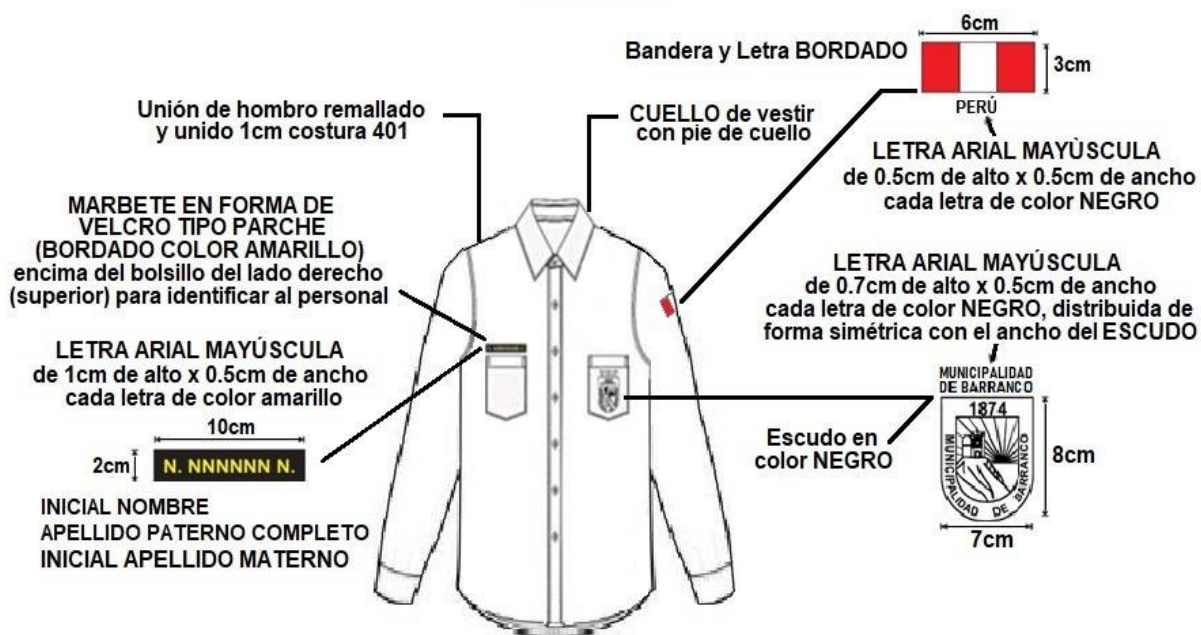 6cm
Bandera y Letra BORDADO
3cm
PERÚ
Unión de hombro remallado
y unido 1cm costura 401
CUELLO de vestir
con pie de cuello
LETRA ARIAL MAYÙSCULA
de 0.5cm de alto x 0.5cm de ancho
cada letra de color NEGRO
MARBETE EN FORMA DE
VELCRO TIPO PARCHE
(BORDADO COLOR AMARILLO)
encima del bolsillo del lado derecho
(superior) para identificar al personal
LETRA ARIAL MAYÙSCULA
de 0.7cm de alto x 0.5cm de ancho
cada letra de color NEGRO, distribuida de
forma simétrica con el ancho del ESCUDO
LETRA ARIAL MAYÚSCULA
de 1cm de alto x 0.5cm de ancho
cada letra de color amarillo
10cm
2cm
N. NNNNNN N.
INICIAL NOMBRE
APELLIDO PATERNO COMPLETO
INICIAL APELLIDO MATERNO
MUNICIPALIDAD
DE BARRANCO
1874
MUNICIPALIDAD DE BARRANCO
8cm
7cm
Escudo en
color NEGRO